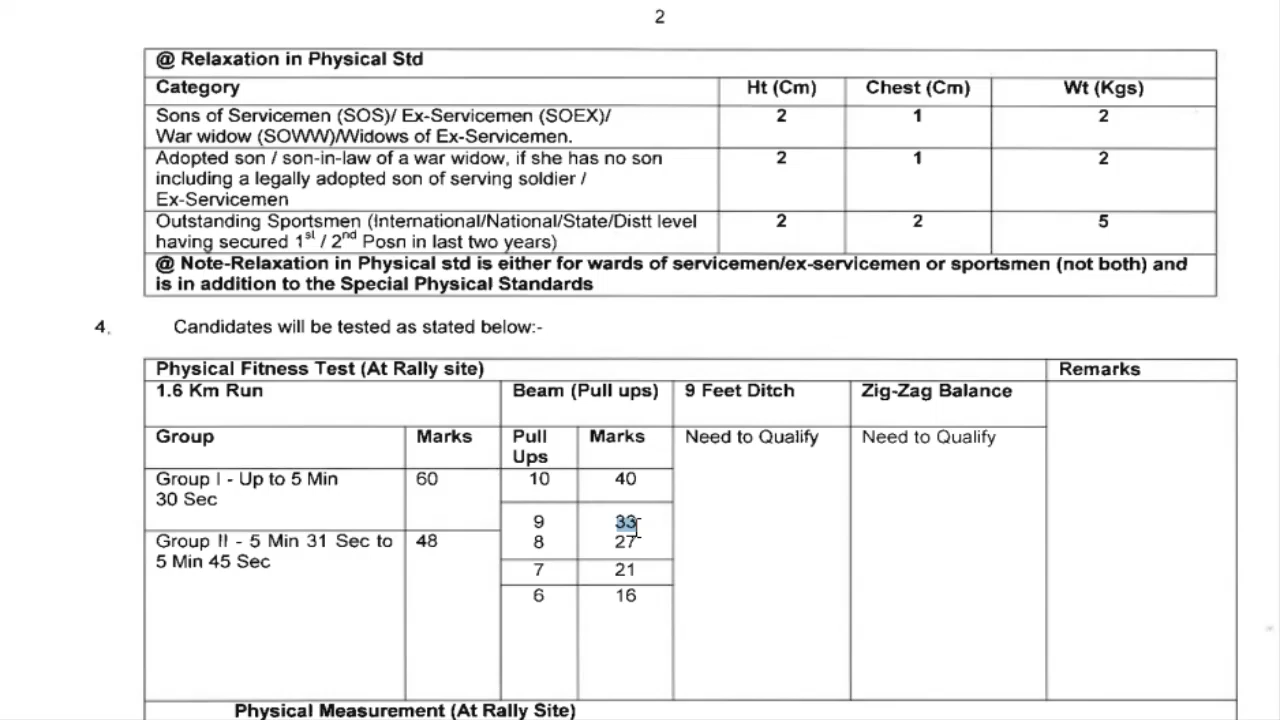 2
@ Relaxation in Physical Std
Category Ht (Cm) Chest (Cm) Wt (Kgs)
Sons of Servicemen (SOS)/ Ex-Servicemen (SOEX)/ 2 1 2
War widow (SOWW)/Widows of Ex-Servicemen.
Adopted son / son-in-law of a war widow, if she has no son 2 1 2
including a legally adopted son of serving soldier /
Ex-Servicemen
Outstanding Sportsmen (International/National/State/Distt level 2 2 5
having secured 1st / 2nd Posn in last two years)
@ Note-Relaxation in Physical std is either for wards of servicemen/ex-servicemen or sportsmen (not both) and
is in addition to the Special Physical Standards
4. Candidates will be tested as stated below:-
Physical Fitness Test (At Rally site) Remarks
1.6 Km Run Beam (Pull ups) 9 Feet Ditch Zig-Zag Balance
Group Marks Pull Marks Need to Qualify Need to Qualify
Ups
Group I - Up to 5 Min 60 10 40
30 Sec
9 33
Group II - 5 Min 31 Sec to 48 8 27
5 Min 45 Sec
7 21
6 16
Physical Measurement (At Rally Site)